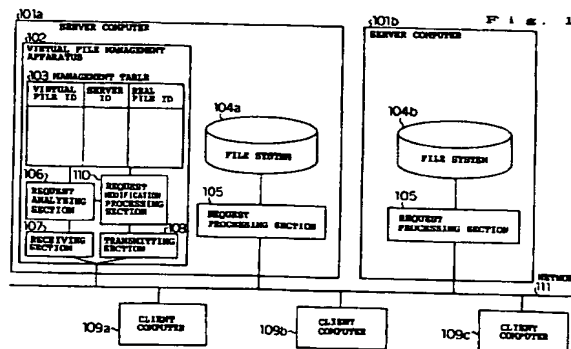 Fig. 1
101a
SERVER COMPUTER
102
VIRTUAL FILE MANAGEMENT
APPARATUS
103 MANAGEMENT TABLE
VIRTUAL
FILE ID
SERVER
ID
REAL
FILE ID
106
REQUEST
ANALYSING
SECTION
110
REQUEST
MODIFICATION
PROCESSING
SECTION
107
RECEIVING
SECTION
108
TRANSMITTING
SECTION
104a
FILE SYSTEM
105
REQUEST
PROCESSING SECTION
101b
SERVER COMPUTER
104b
FILE SYSTEM
105
REQUEST
PROCESSING SECTION
NETWORK
111
109a
CLIENT
COMPUTER
109b
CLIENT
COMPUTER
109c
CLIENT
COMPUTER